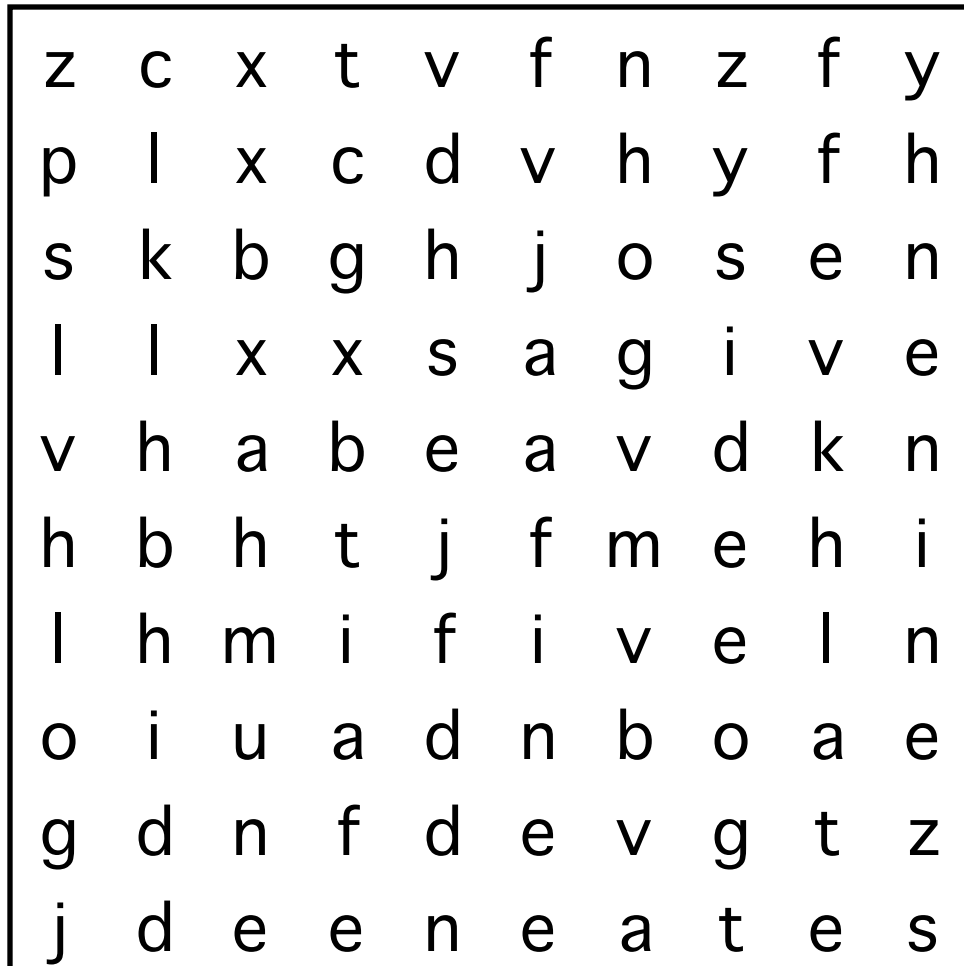 z c x t v f n z f y
p l x c d v h y f h
s k b g h j o s e n
l l x x s a g i v e
v h a b e a v d k n
h b h t j f m e h i
l h m i f i v e l n
o i u a d n b o a e
g d n f d e v g t z
j d e e n e a t e s